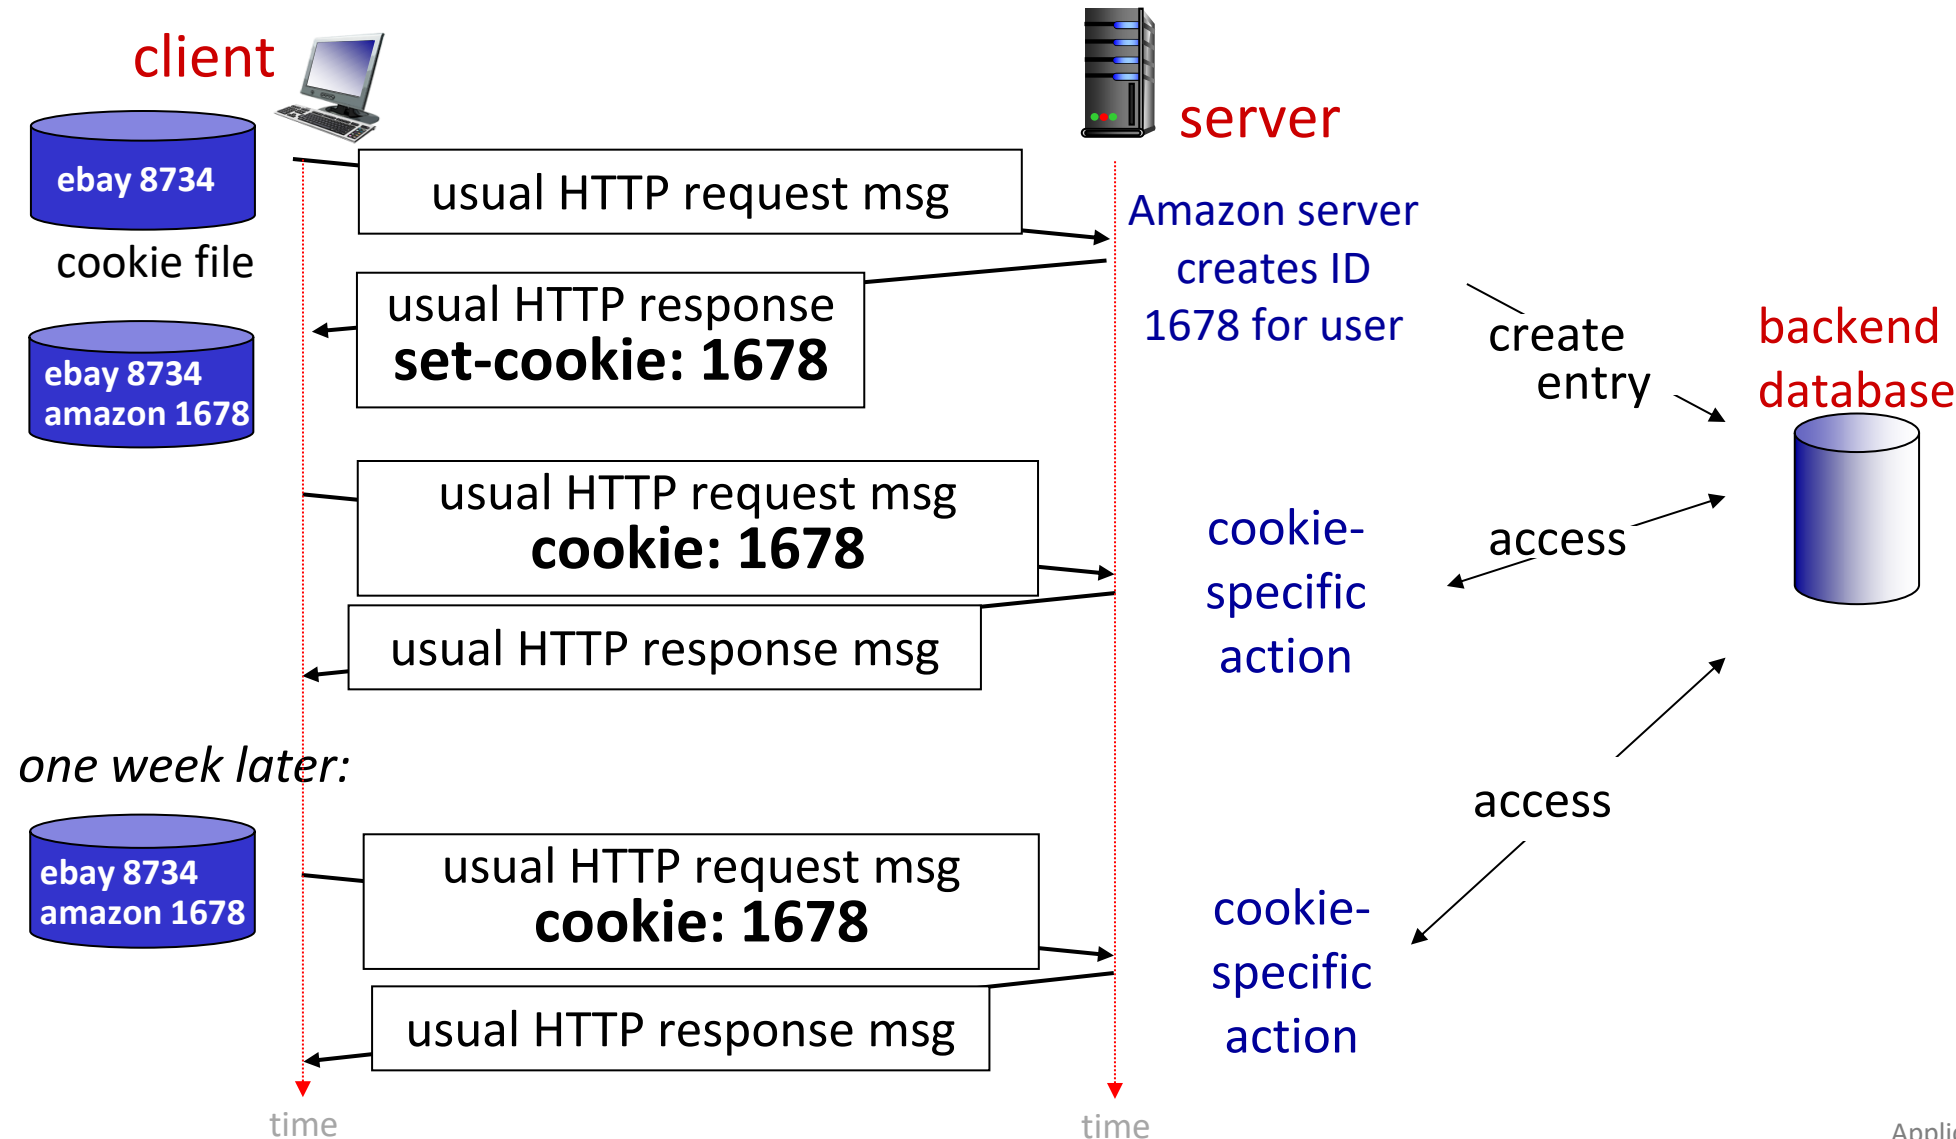 client
server
ebay 8734
cookie file
usual HTTP request msg
Amazon server
creates ID
1678 for user
usual HTTP response
set-cookie: 1678
create
entry
backend
database
ebay 8734
amazon 1678
usual HTTP request msg
cookie: 1678
cookie-
specific
action
access
usual HTTP response msg
one week later:
access
ebay 8734
amazon 1678
usual HTTP request msg
cookie: 1678
cookie-
specific
action
usual HTTP response msg
time
time